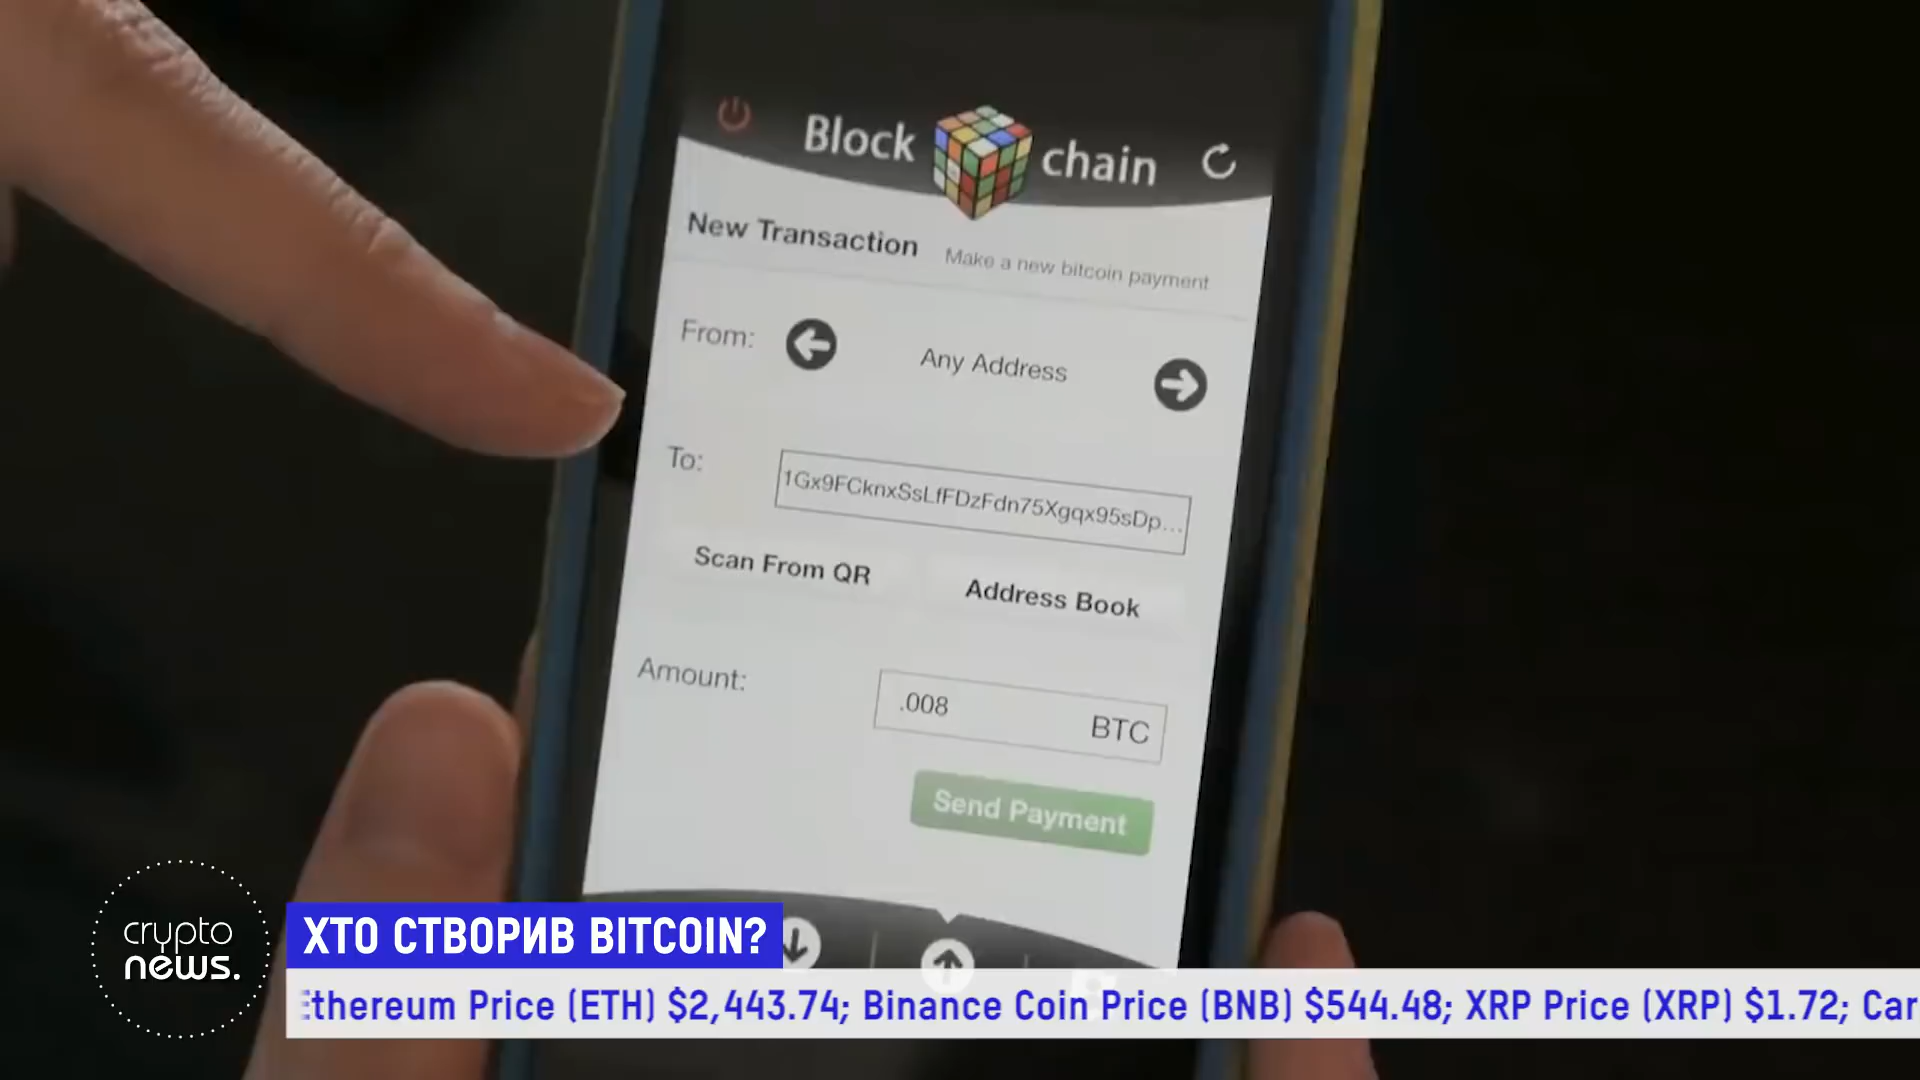 Block chain
New Transaction Make a new bitcoin payment
From: Any Address
To: 1Gx9FCknxSsLfFDzFdn75Xgqx95sDp...
Scan From QR Address Book
Amount: .008 BTC
Send Payment
crypto
news.
ХТО СТВОРИВ BITCOIN?
Ethereum Price (ETH) $2,443.74; Binance Coin Price (BNB) $544.48; XRP Price (XRP) $1.72; Car